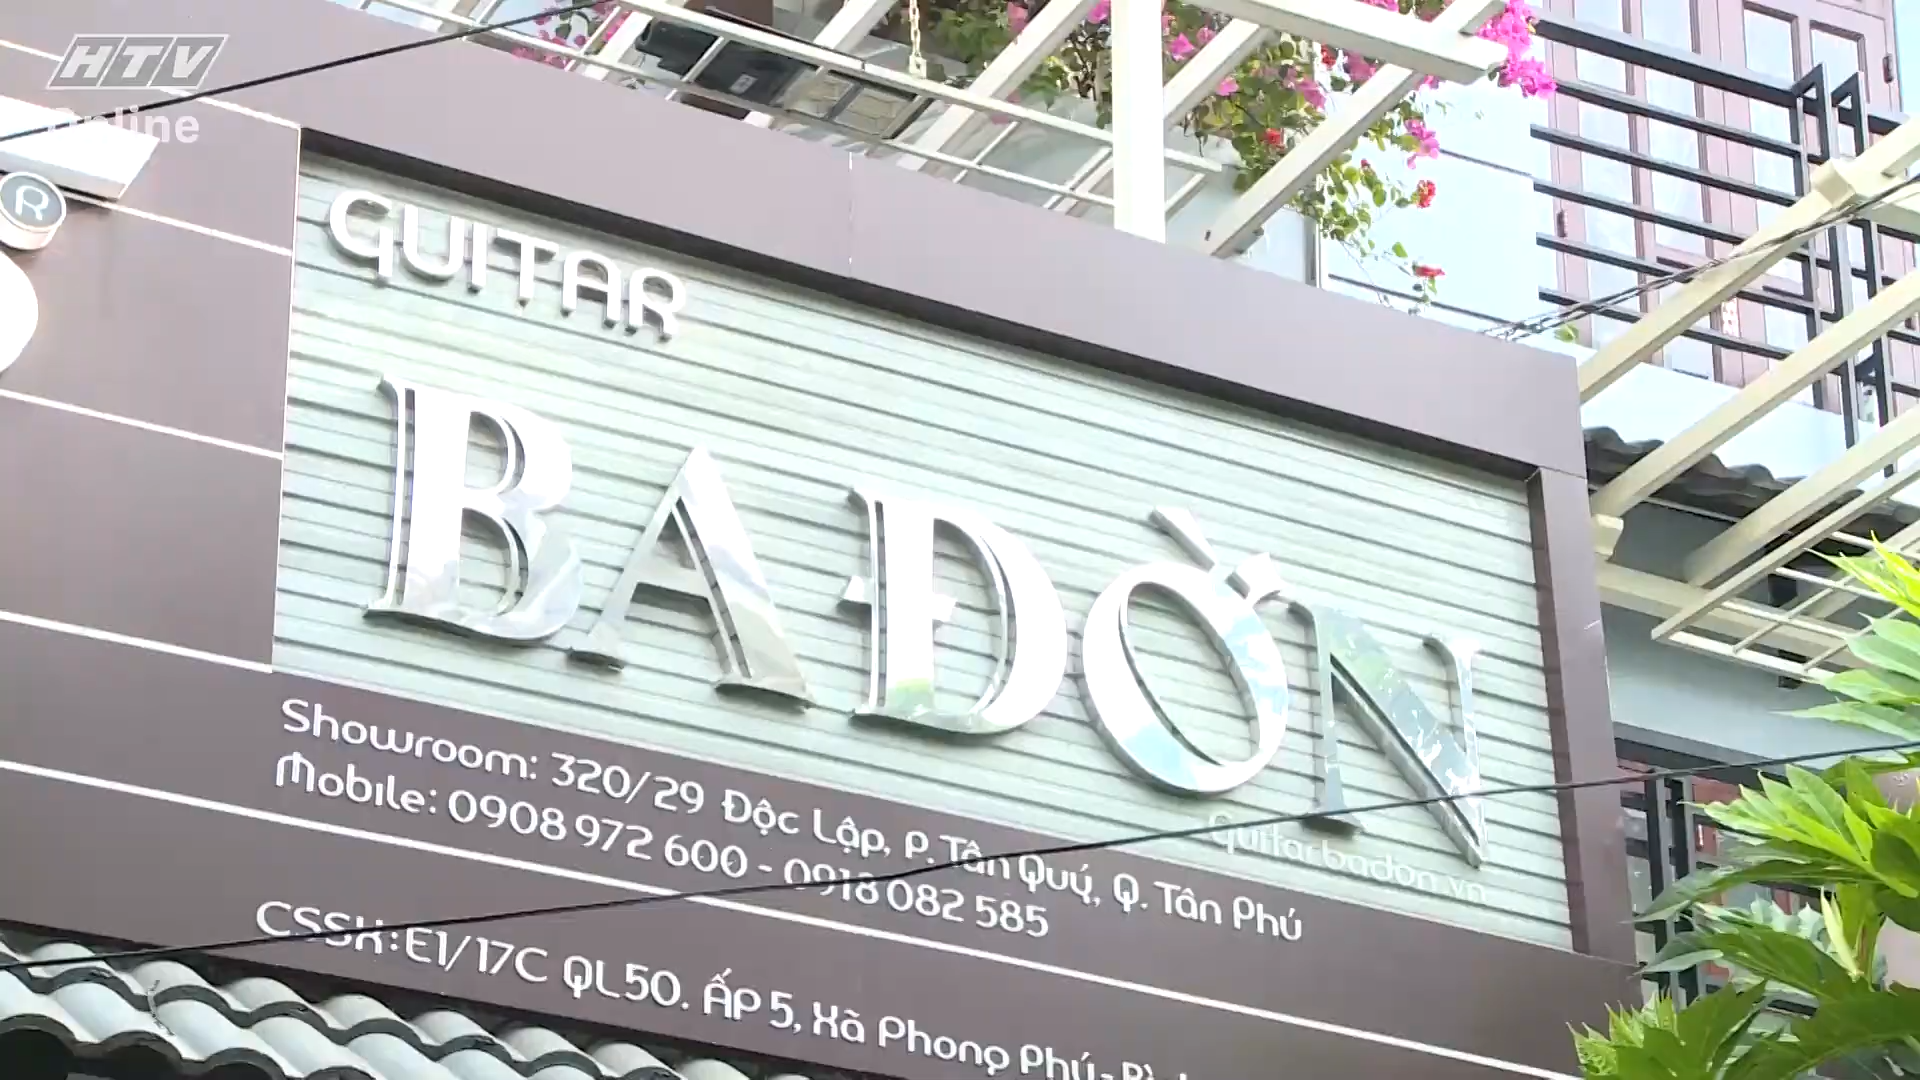 HTV
Online
®
GUITAR
BA ĐỜN
guitarbadon.vn
Showroom: 320/29 Độc Lập, P. Tân Quý, Q. Tân Phú
Mobile: 0908 972 600 - 0918 082 585
CSSX: E1/17C QL50. ẤP 5, Xã Phong Phú -